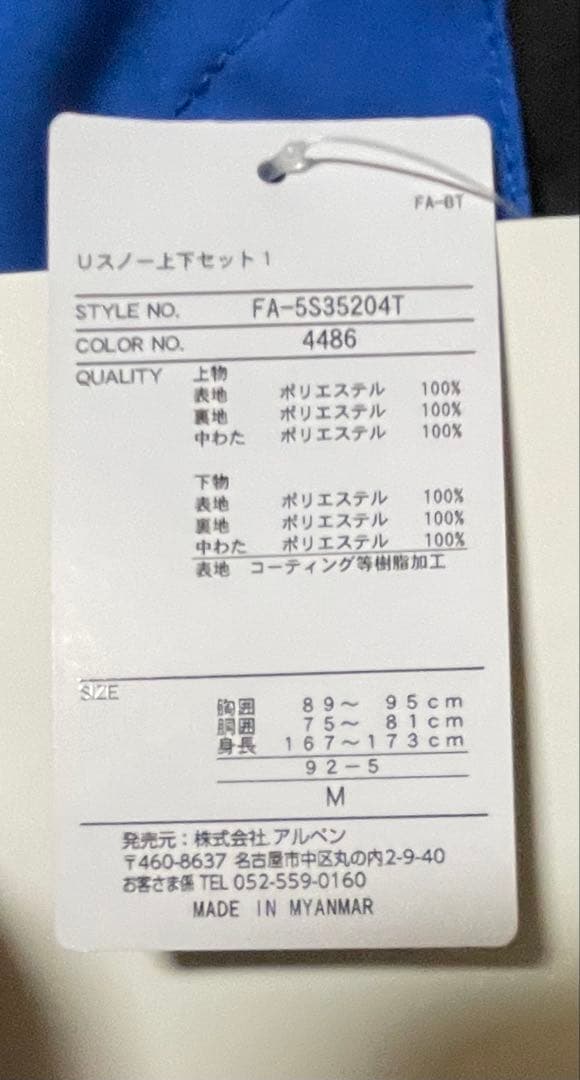 FA-0T
Uスノー上下セット1
STYLE NO. FA-5S35204T
COLOR NO. 4486
QUALITY 上物
表地 ポリエステル 100%
裏地 ポリエステル 100%
中わた ポリエステル 100%
下物
表地 ポリエステル 100%
裏地 ポリエステル 100%
中わた ポリエステル 100%
表地 コーティング等樹脂加工
SIZE
胸囲 89～ 95cm
胴囲 75～ 81cm
身長 167～173cm
92-5
M
発売元：株式会社 アルペン
〒460-8637 名古屋市中区丸の内2-9-40
お客さま係 TEL 052-559-0160
MADE IN MYANMAR